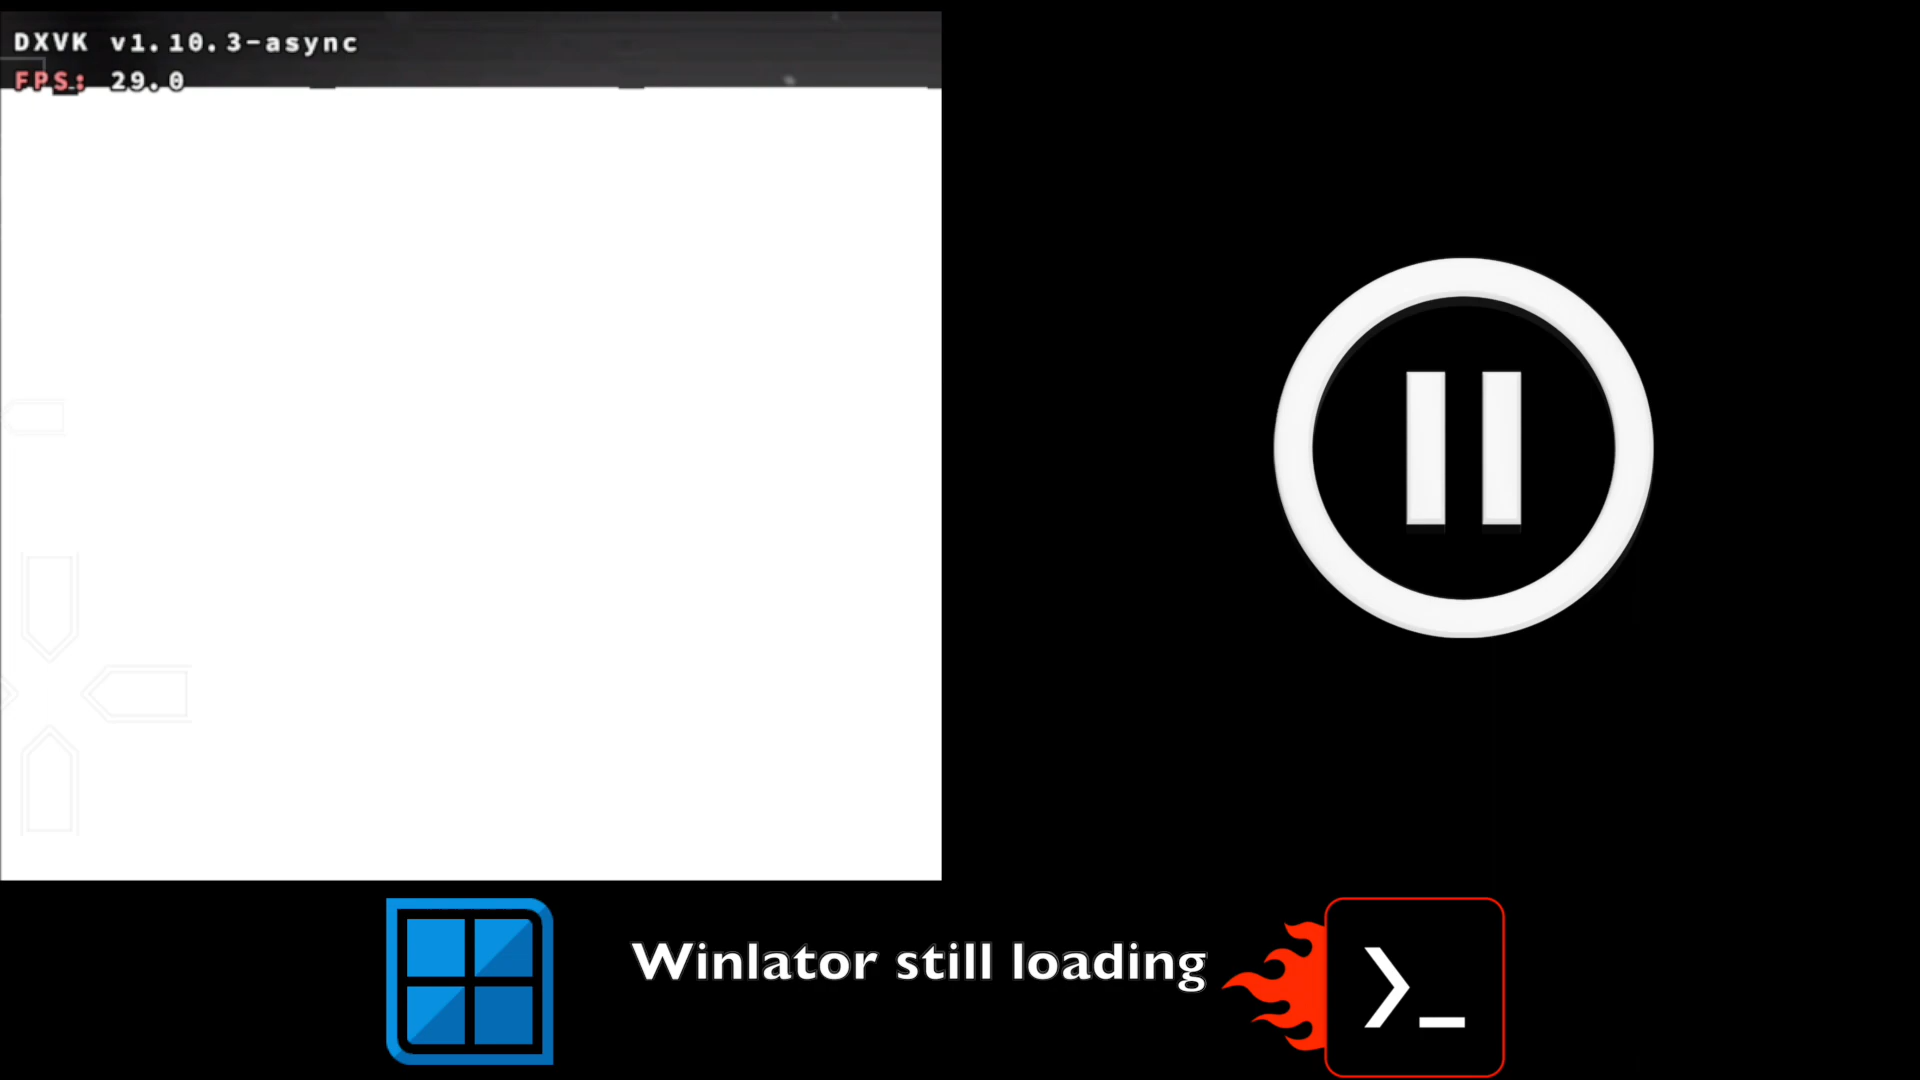 DXVK v1.10.3-async
FPS: 29.0
Winlator still loading
>_